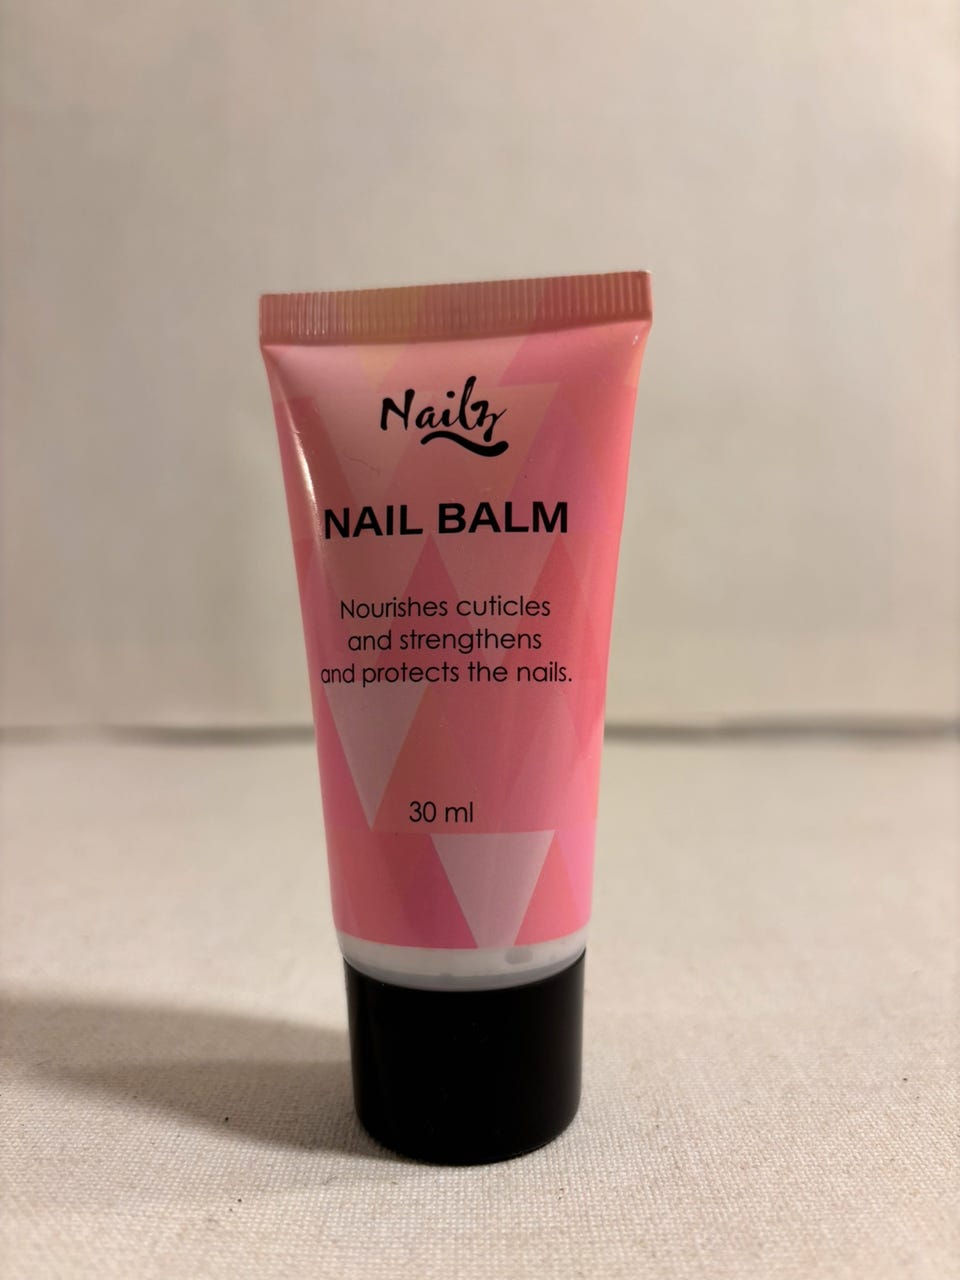 Nailz
NAIL BALM
Nourishes cuticles
and strengthens
and protects the nails.
30 ml